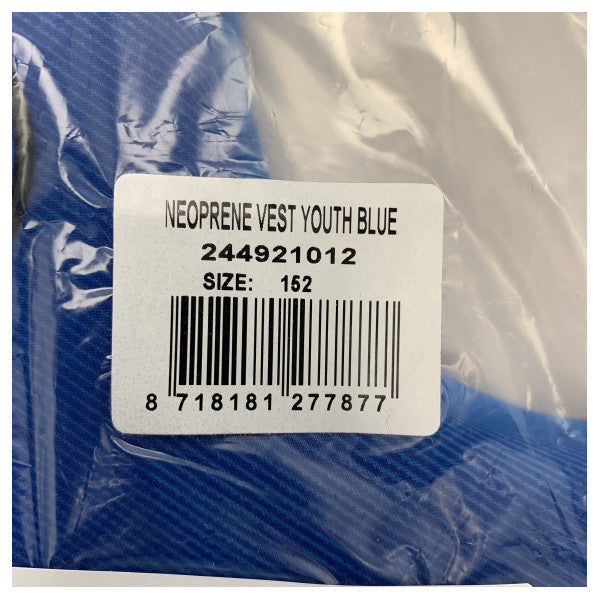 NEOPRENE VEST YOUTH BLUE
244921012
SIZE: 152
8 718181 277877